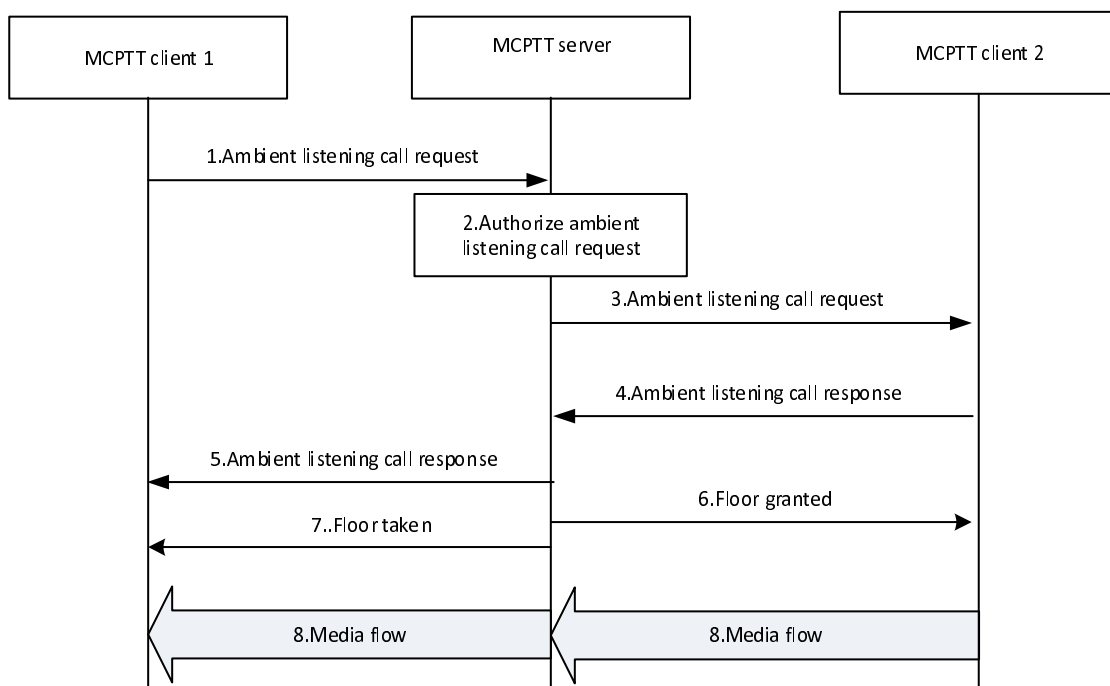 MCPTT client 1
MCPTT server
MCPTT client 2
1.Ambient listening call request
2.Authorize ambient
listening call request
3.Ambient listening call request
4.Ambient listening call response
5.Ambient listening call response
6.Floor granted
7..Floor taken
8.Media flow
8.Media flow